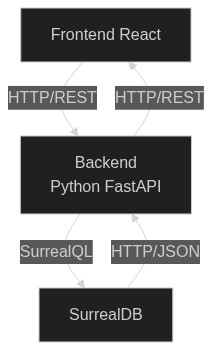 Frontend React
HTTP/REST
HTTP/REST
Backend
Python FastAPI
SurrealQL
HTTP/JSON
SurrealDB